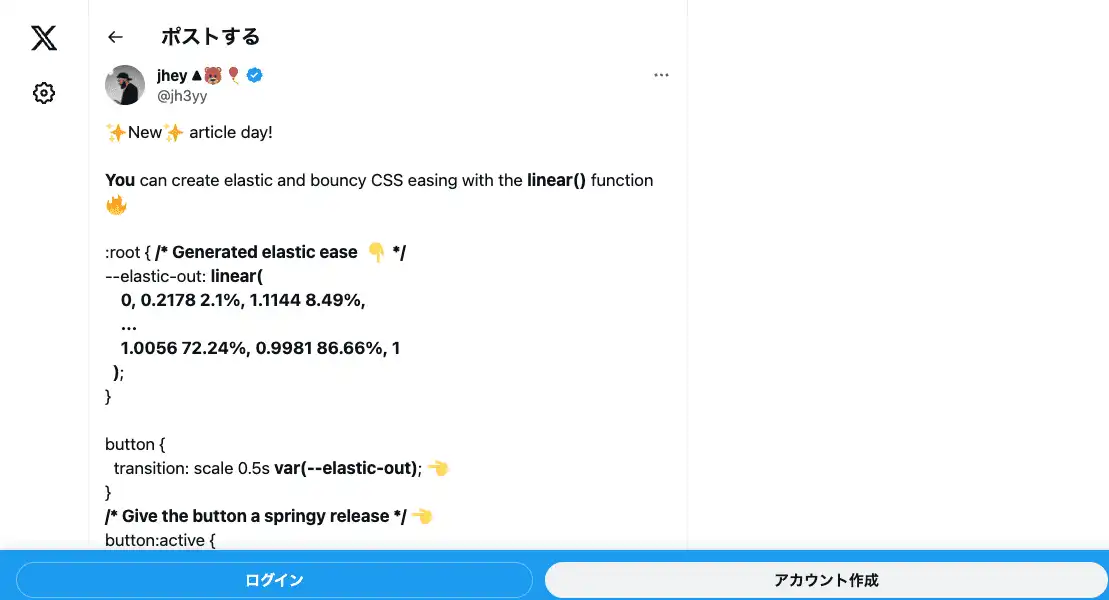 ポストする
jhey ▲🐻🎈
@jh3yy
✨New✨ article day!
You can create elastic and bouncy CSS easing with the linear() function
🔥
:root { /* Generated elastic ease 👇 */
--elastic-out: linear(
0, 0.2178 2.1%, 1.1144 8.49%,
...
1.0056 72.24%, 0.9981 86.66%, 1
);
}
button {
transition: scale 0.5s var(--elastic-out); 👈
}
/* Give the button a springy release */ 👈
button:active {
ログイン
アカウント作成